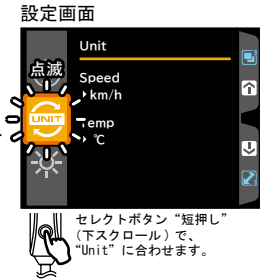 設定画面
Unit
点滅
Speed
km/h
UNIT
Temp
℃
セレクトボタン“短押し”
（下スクロール）で、
“Unit”に合わせます。